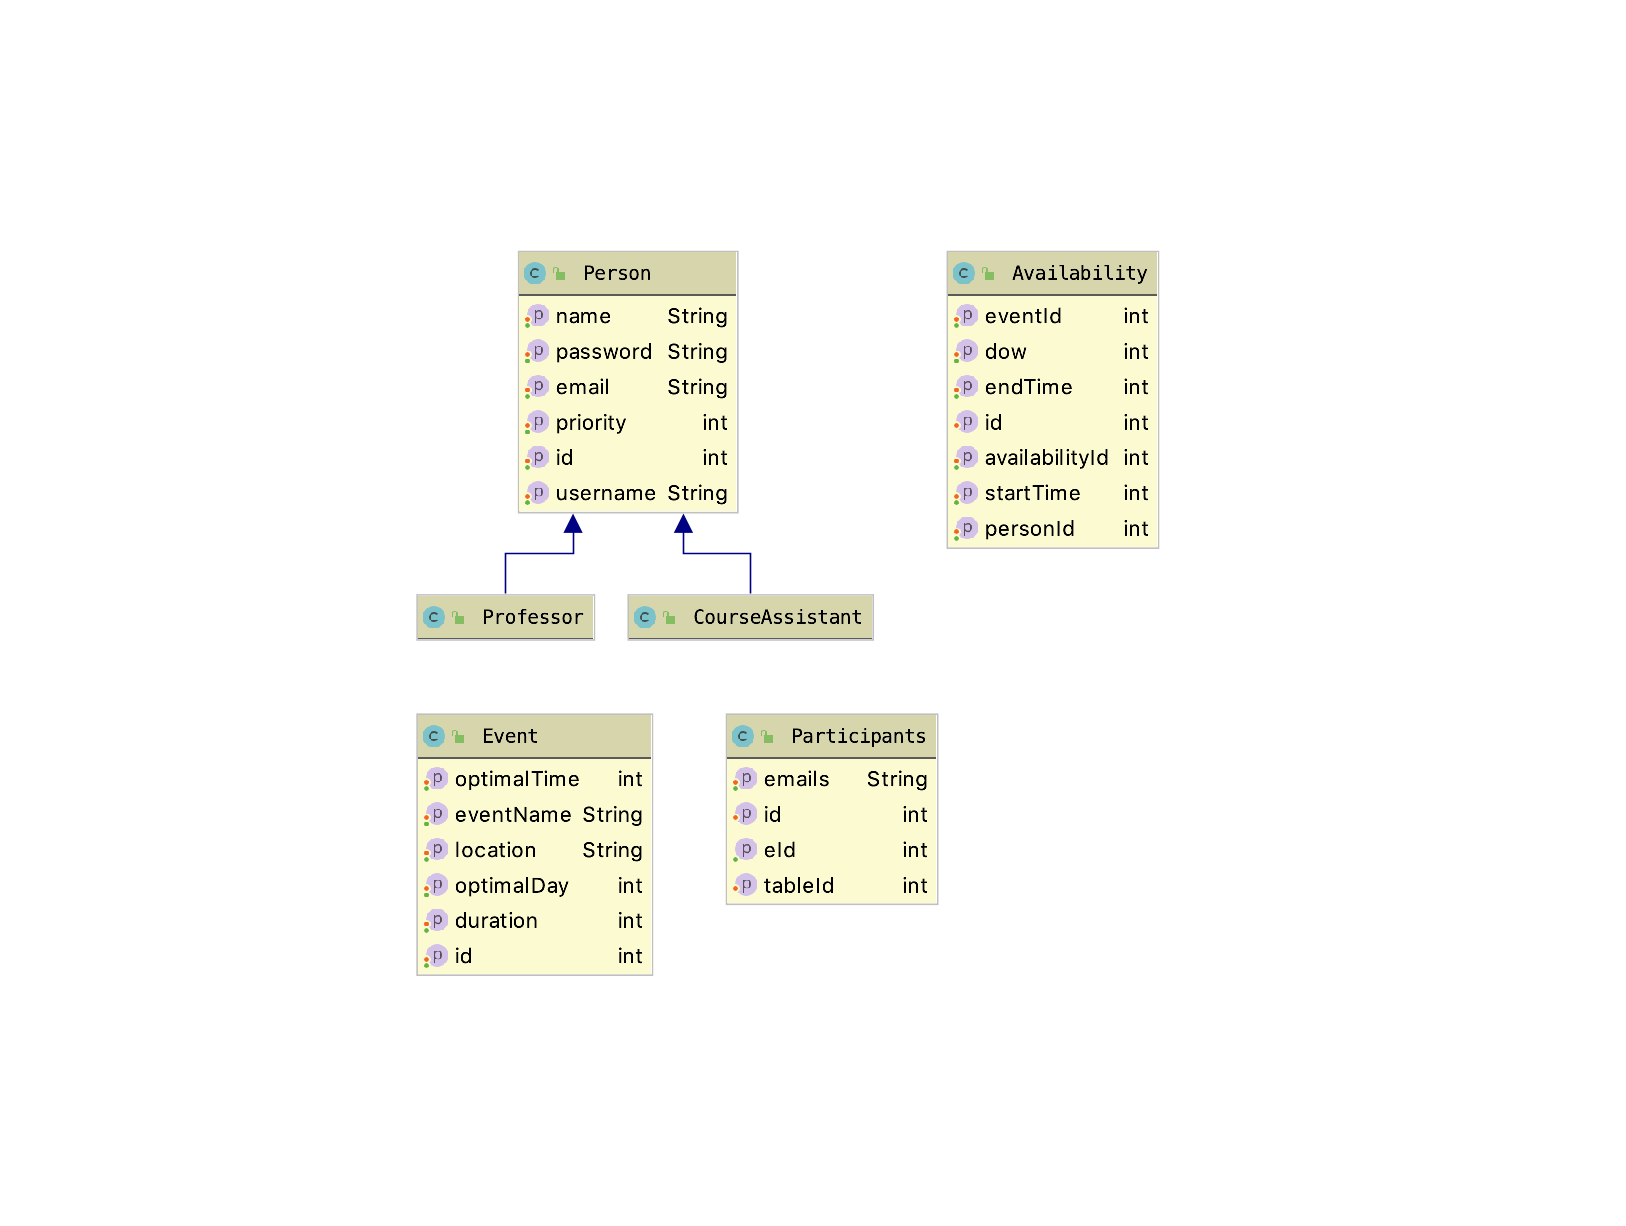 Person
name String
password String
email String
priority int
id int
username String
Availability
eventId int
dow int
endTime int
id int
availabilityId int
startTime int
personId int
Professor
CourseAssistant
Event
optimalTime int
eventName String
location String
optimalDay int
duration int
id int
Participants
emails String
id int
eId int
tableId int